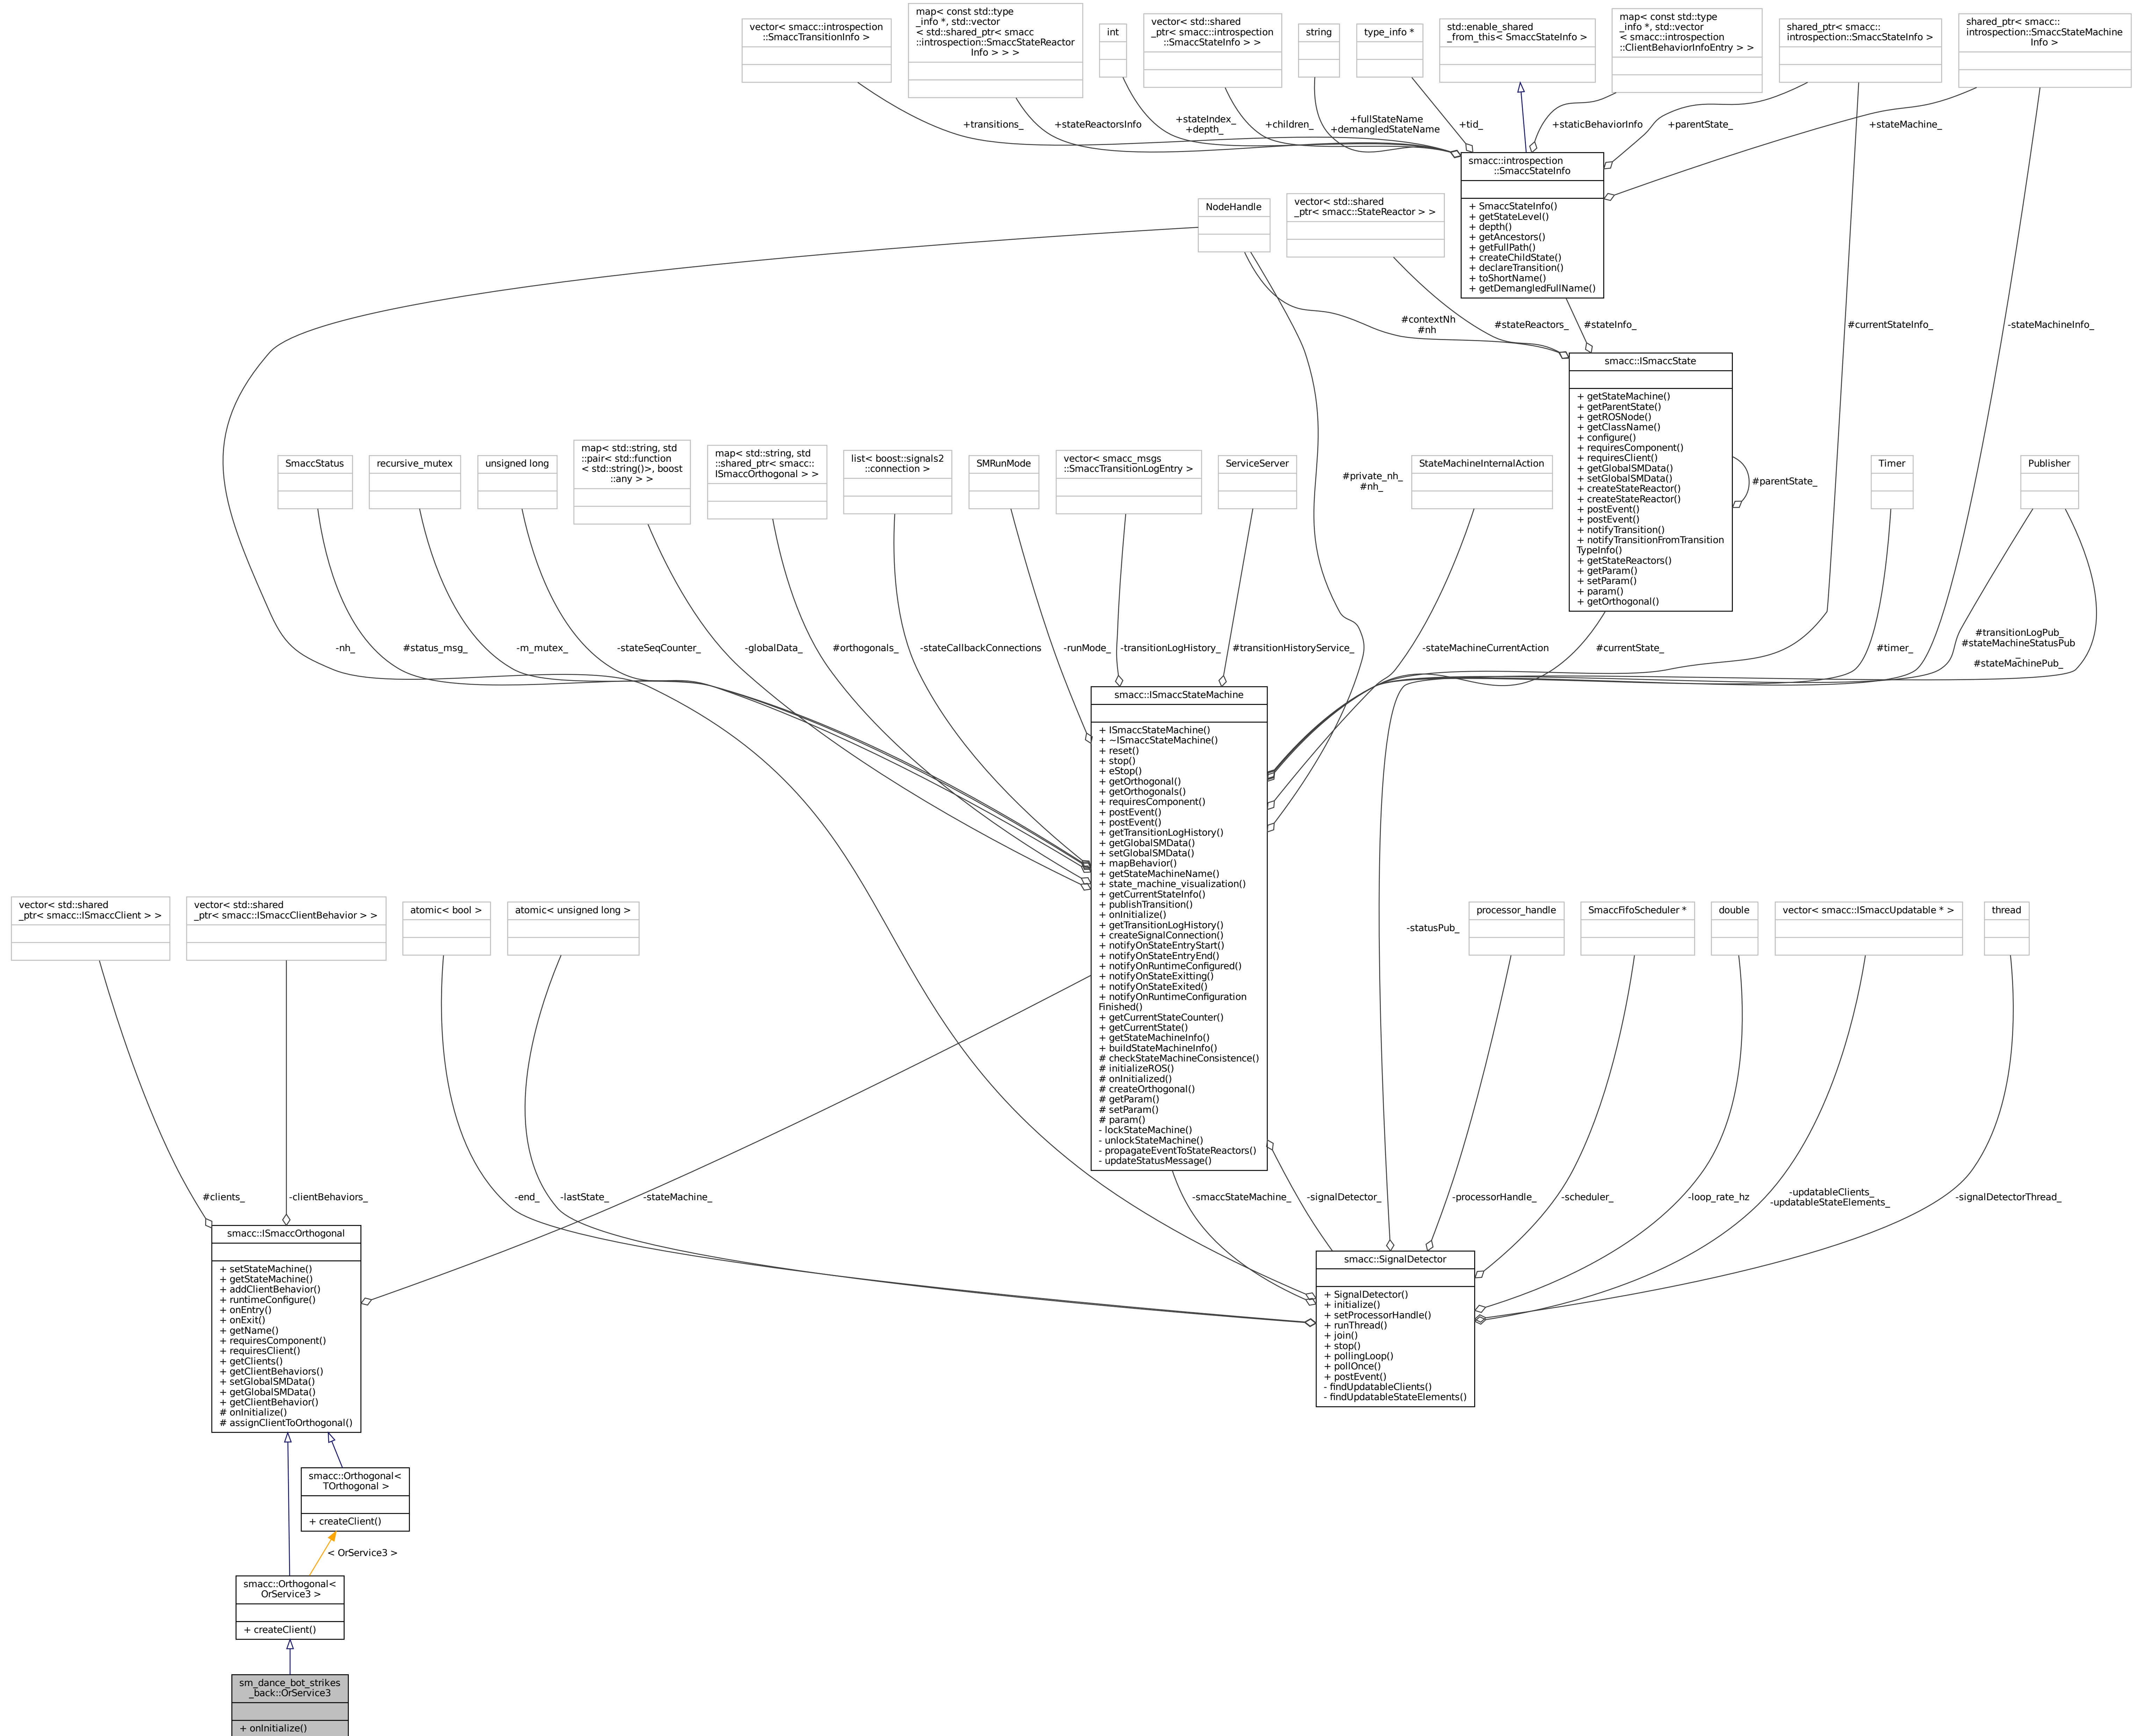 vector< smacc::introspection
::SmaccTransitionInfo >
map< const std::type
_info *, std::vector
< std::shared_ptr< smacc
::introspection::SmaccStateReactor
Info > > >
int
vector< std::shared
_ptr< smacc::introspection
::SmaccStateInfo > >
string
type_info *
std::enable_shared
_from_this< SmaccStateInfo >
map< const std::type
_info *, std::vector
< smacc::introspection
::ClientBehaviorInfoEntry > >
shared_ptr< smacc::
introspection::SmaccStateInfo >
shared_ptr< smacc::
introspection::SmaccStateMachine
Info >
+transitions_
+stateReactorsInfo
+stateIndex_
+depth_
+children_
+fullStateName
+demangledStateName
+tid_
+staticBehaviorInfo
+parentState_
+stateMachine_
smacc::introspection
::SmaccStateInfo
+ SmaccStateInfo()
+ getStateLevel()
+ depth()
+ getAncestors()
+ getFullPath()
+ createChildState()
+ declareTransition()
+ toShortName()
+ getDemangledFullName()
NodeHandle
vector< std::shared
_ptr< smacc::StateReactor > >
#contextNh
#nh
#stateReactors_
#stateInfo_
#currentStateInfo_
-stateMachineInfo_
smacc::ISmaccState
+ getStateMachine()
+ getParentState()
+ getROSNode()
+ getClassName()
+ configure()
+ requiresComponent()
+ requiresClient()
+ getGlobalSMData()
+ setGlobalSMData()
+ createStateReactor()
+ createStateReactor()
+ postEvent()
+ postEvent()
+ notifyTransition()
+ notifyTransitionFromTransition
TypeInfo()
+ getStateReactors()
+ getParam()
+ setParam()
+ param()
+ getOrthogonal()
#parentState_
SmaccStatus
recursive_mutex
unsigned long
map< std::string, std
::pair< std::function
< std::string()>, boost
::any > >
map< std::string, std
::shared_ptr< smacc::
ISmaccOrthogonal > >
list< boost::signals2
::connection >
SMRunMode
vector< smacc_msgs
::SmaccTransitionLogEntry >
ServiceServer
#private_nh_
#nh_
StateMachineInternalAction
Timer
Publisher
-nh_
#status_msg_
-m_mutex_
-stateSeqCounter_
-globalData_
#orthogonals_
-stateCallbackConnections
-runMode_
-transitionLogHistory_
#transitionHistoryService_
-stateMachineCurrentAction
#currentState_
#timer_
#transitionLogPub_
#stateMachineStatusPub
_
#stateMachinePub_
smacc::ISmaccStateMachine
+ ISmaccStateMachine()
+ ~ISmaccStateMachine()
+ reset()
+ stop()
+ eStop()
+ getOrthogonal()
+ getOrthogonals()
+ requiresComponent()
+ postEvent()
+ postEvent()
+ getTransitionLogHistory()
+ getGlobalSMData()
+ setGlobalSMData()
+ mapBehavior()
+ getStateMachineName()
+ state_machine_visualization()
+ getCurrentStateInfo()
+ publishTransition()
+ onInitialize()
+ getTransitionLogHistory()
+ createSignalConnection()
+ notifyOnStateEntryStart()
+ notifyOnStateEntryEnd()
+ notifyOnRuntimeConfigured()
+ notifyOnStateExitting()
+ notifyOnStateExited()
+ notifyOnRuntimeConfiguration
Finished()
+ getCurrentStateCounter()
+ getCurrentState()
+ getStateMachineInfo()
+ buildStateMachineInfo()
# checkStateMachineConsistence()
# initializeROS()
# onInitialized()
# createOrthogonal()
# getParam()
# setParam()
# param()
- lockStateMachine()
- unlockStateMachine()
- propagateEventToStateReactors()
- updateStatusMessage()
vector< std::shared
_ptr< smacc::ISmaccClient > >
vector< std::shared
_ptr< smacc::ISmaccClientBehavior > >
atomic< bool >
atomic< unsigned long >
-statusPub_
processor_handle
SmaccFifoScheduler *
double
vector< smacc::ISmaccUpdatable * >
thread
#clients_
-clientBehaviors_
-end_
-lastState_
-stateMachine_
-smaccStateMachine_
-signalDetector_
-processorHandle_
-scheduler_
-loop_rate_hz
-updatableClients_
-updatableStateElements_
-signalDetectorThread_
smacc::ISmaccOrthogonal
+ setStateMachine()
+ getStateMachine()
+ addClientBehavior()
+ runtimeConfigure()
+ onEntry()
+ onExit()
+ getName()
+ requiresComponent()
+ requiresClient()
+ getClients()
+ getClientBehaviors()
+ setGlobalSMData()
+ getGlobalSMData()
+ getClientBehavior()
# onInitialize()
# assignClientToOrthogonal()
smacc::SignalDetector
+ SignalDetector()
+ initialize()
+ setProcessorHandle()
+ runThread()
+ join()
+ stop()
+ pollingLoop()
+ pollOnce()
+ postEvent()
- findUpdatableClients()
- findUpdatableStateElements()
smacc::Orthogonal<
TOrthogonal >
+ createClient()
< OrService3 >
smacc::Orthogonal<
OrService3 >
+ createClient()
sm_dance_bot_strikes
_back::OrService3
+ onInitialize()